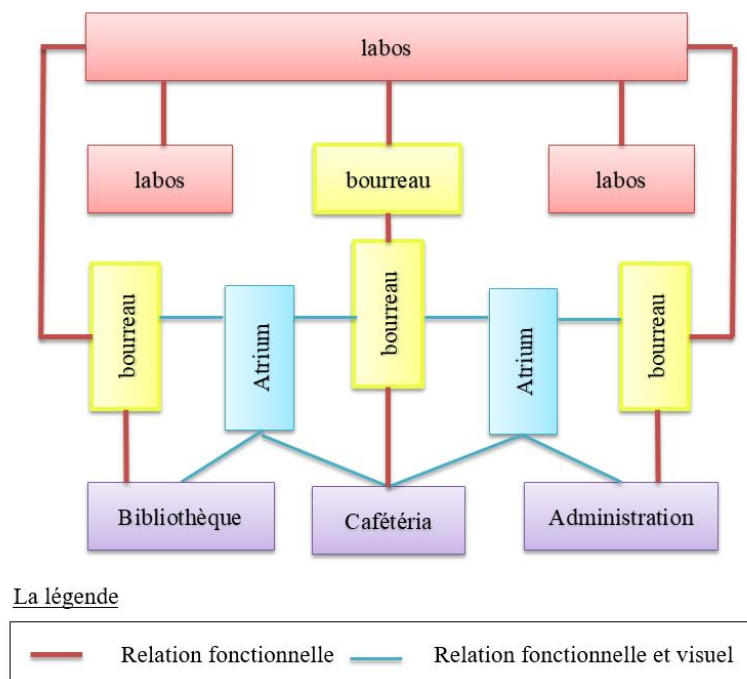 labos
labos
bourreau
labos
bourreau
Atrium
bourreau
Atrium
bourreau
Bibliothèque
Cafétéria
Administration
La légende
Relation fonctionnelle
Relation fonctionnelle et visuel